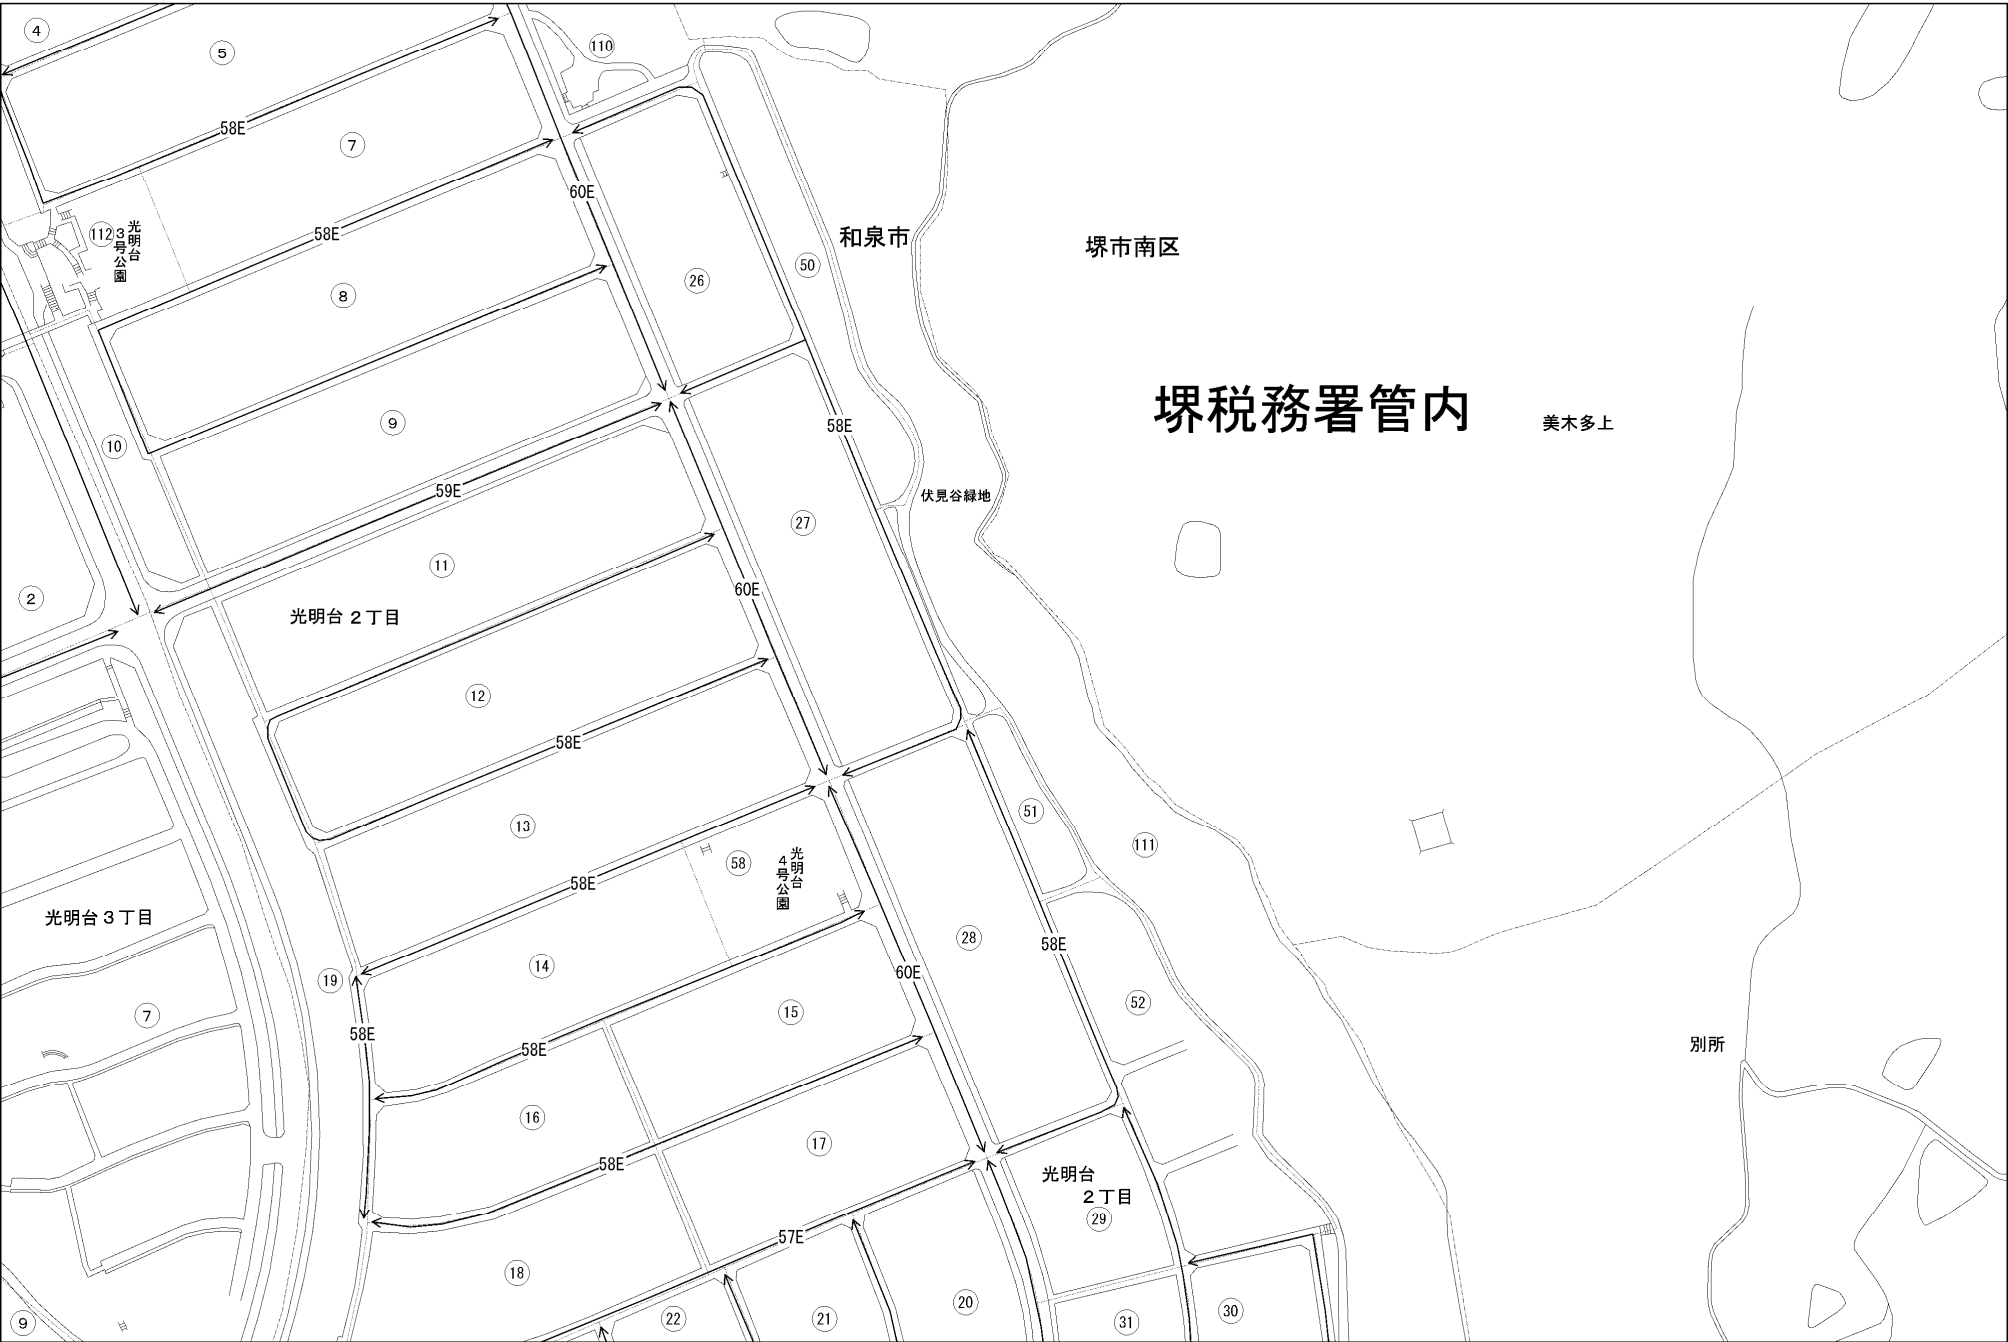 4
5
110
58E
7
60E
112
光明台
3号公園
58E
和泉市
堺市南区
8
26
50
堺税務署管内
美木多上
9
58E
10
59E
伏見谷緑地
27
11
60E
2
光明台2丁目
12
58E
13
51
111
58
光明台
4号公園
58E
光明台3丁目
28
58E
14
60E
19
52
15
7
58E
58E
別所
16
17
58E
光明台
2丁目
29
57E
18
20
30
22
21
31
9